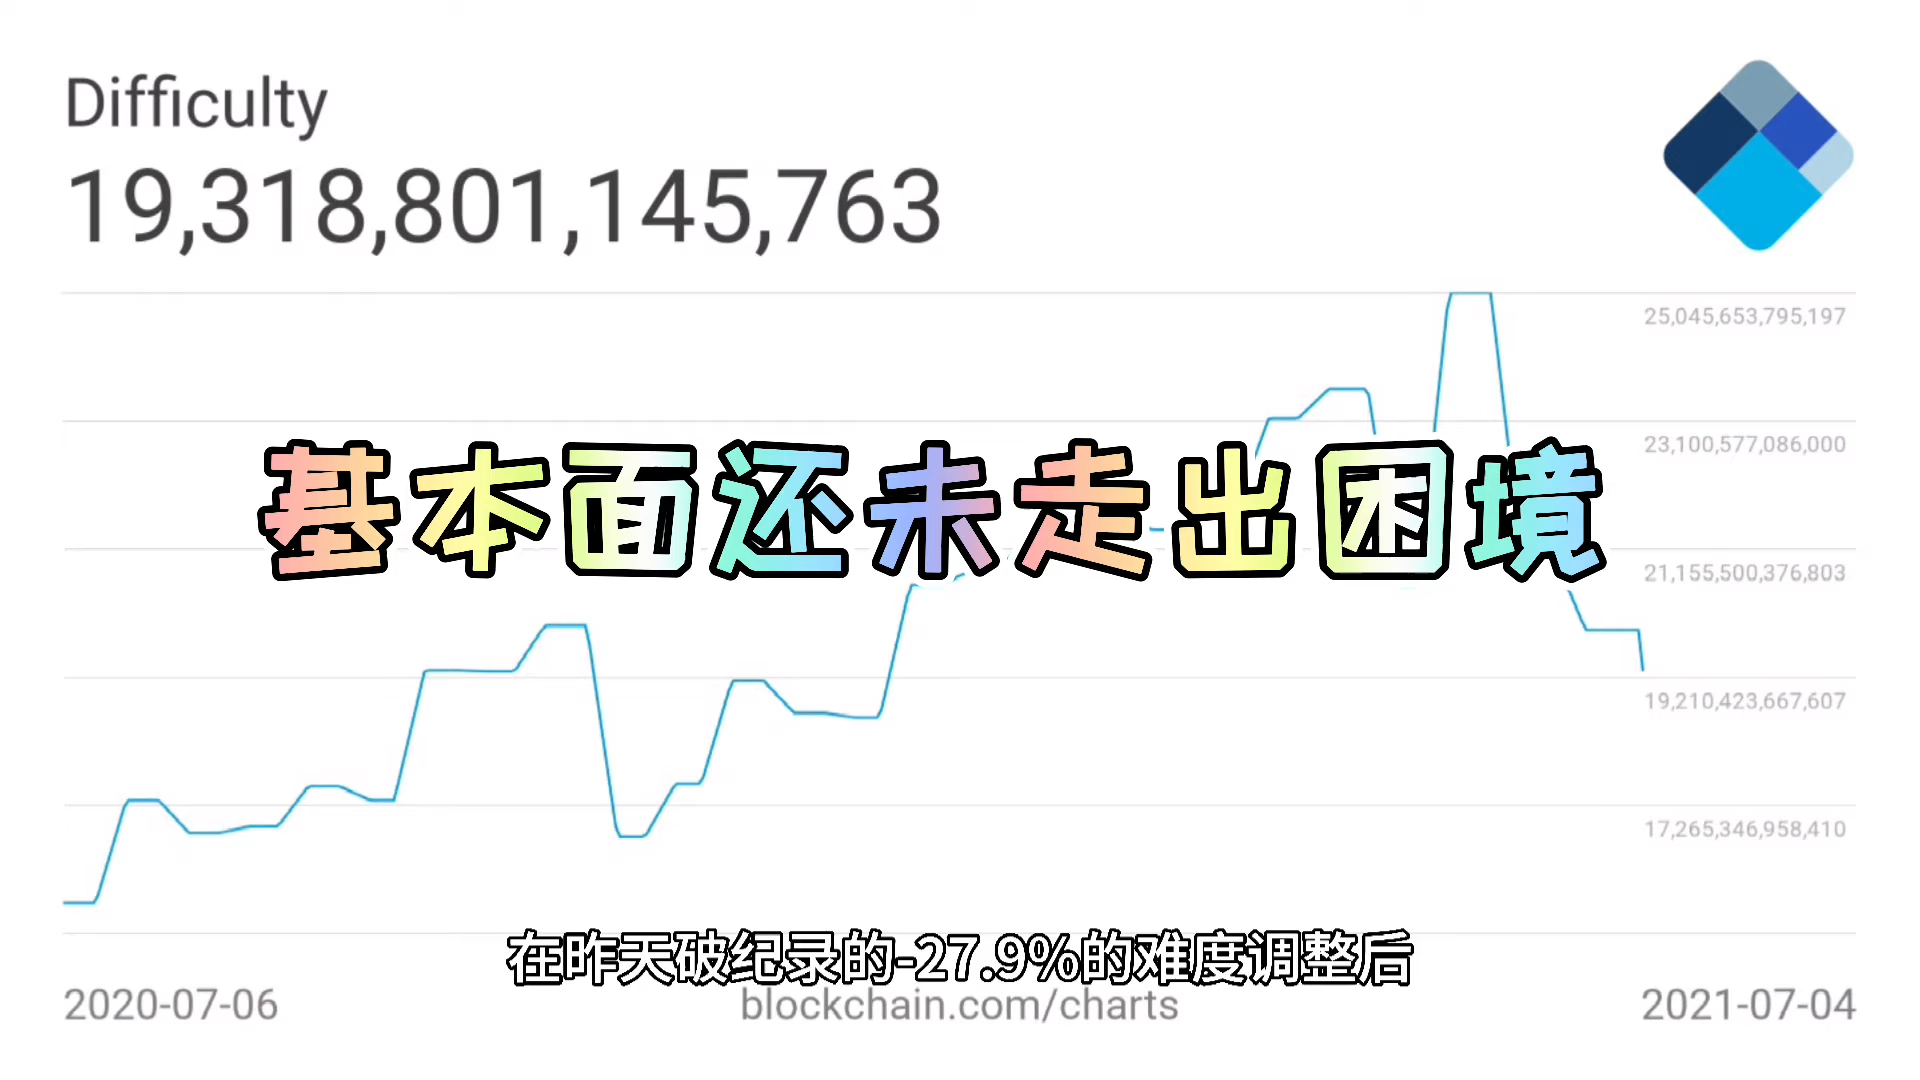 Difficulty
19,318,801,145,763
25,045,653,795,197
23,100,577,086,000
基本面还未走出困境
21,155,500,376,803
19,210,423,667,607
17,265,346,958,410
在昨天破纪录的-27.9%的难度调整后
2020-07-06
blockchain.com/charts
2021-07-04